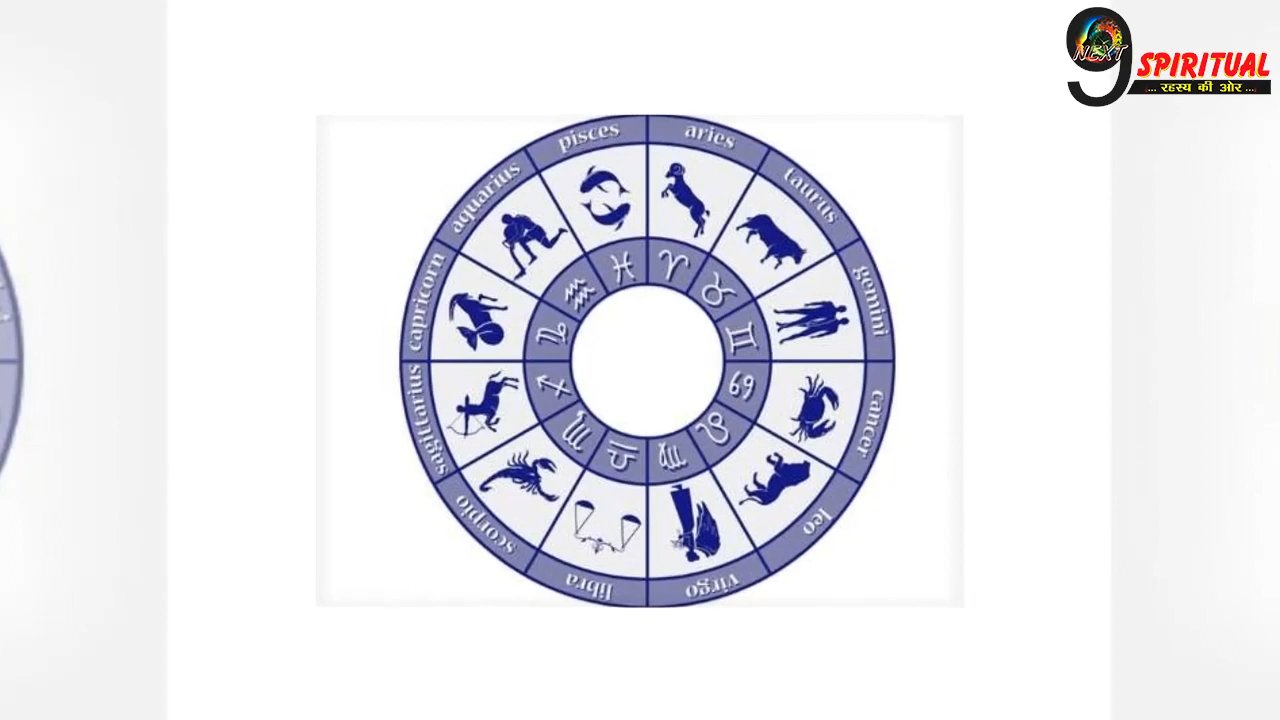 9
NEXT
SPIRITUAL
... रहस्य की ओर ...
pisces
aries
taurus
gemini
cancer
leo
virgo
libra
scorpio
sagittarius
capricorn
aquarius